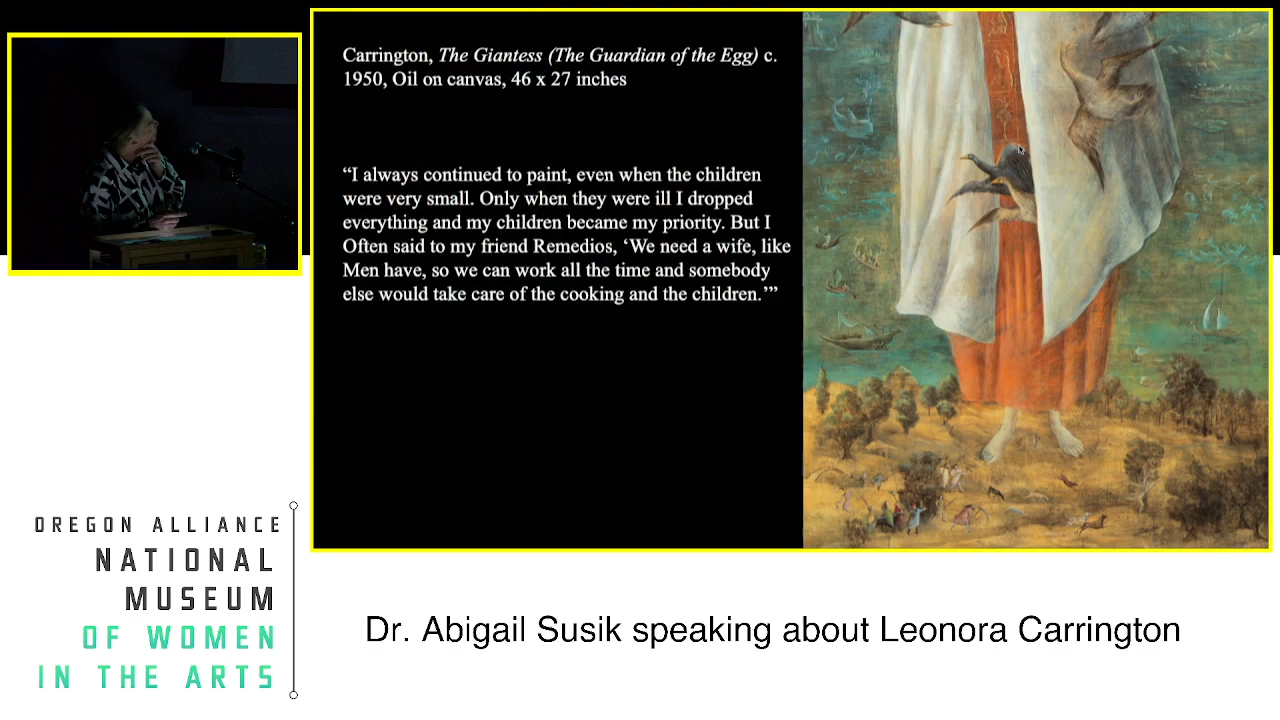 Carrington, The Giantess (The Guardian of the Egg) c.
1950, Oil on canvas, 46 x 27 inches
“I always continued to paint, even when the children
were very small. Only when they were ill I dropped
everything and my children became my priority. But I
Often said to my friend Remedios, ‘We need a wife, like
Men have, so we can work all the time and somebody
else would take care of the cooking and the children.’”
OREGON ALLIANCE
NATIONAL
MUSEUM
OF WOMEN
IN THE ARTS
Dr. Abigail Susik speaking about Leonora Carrington